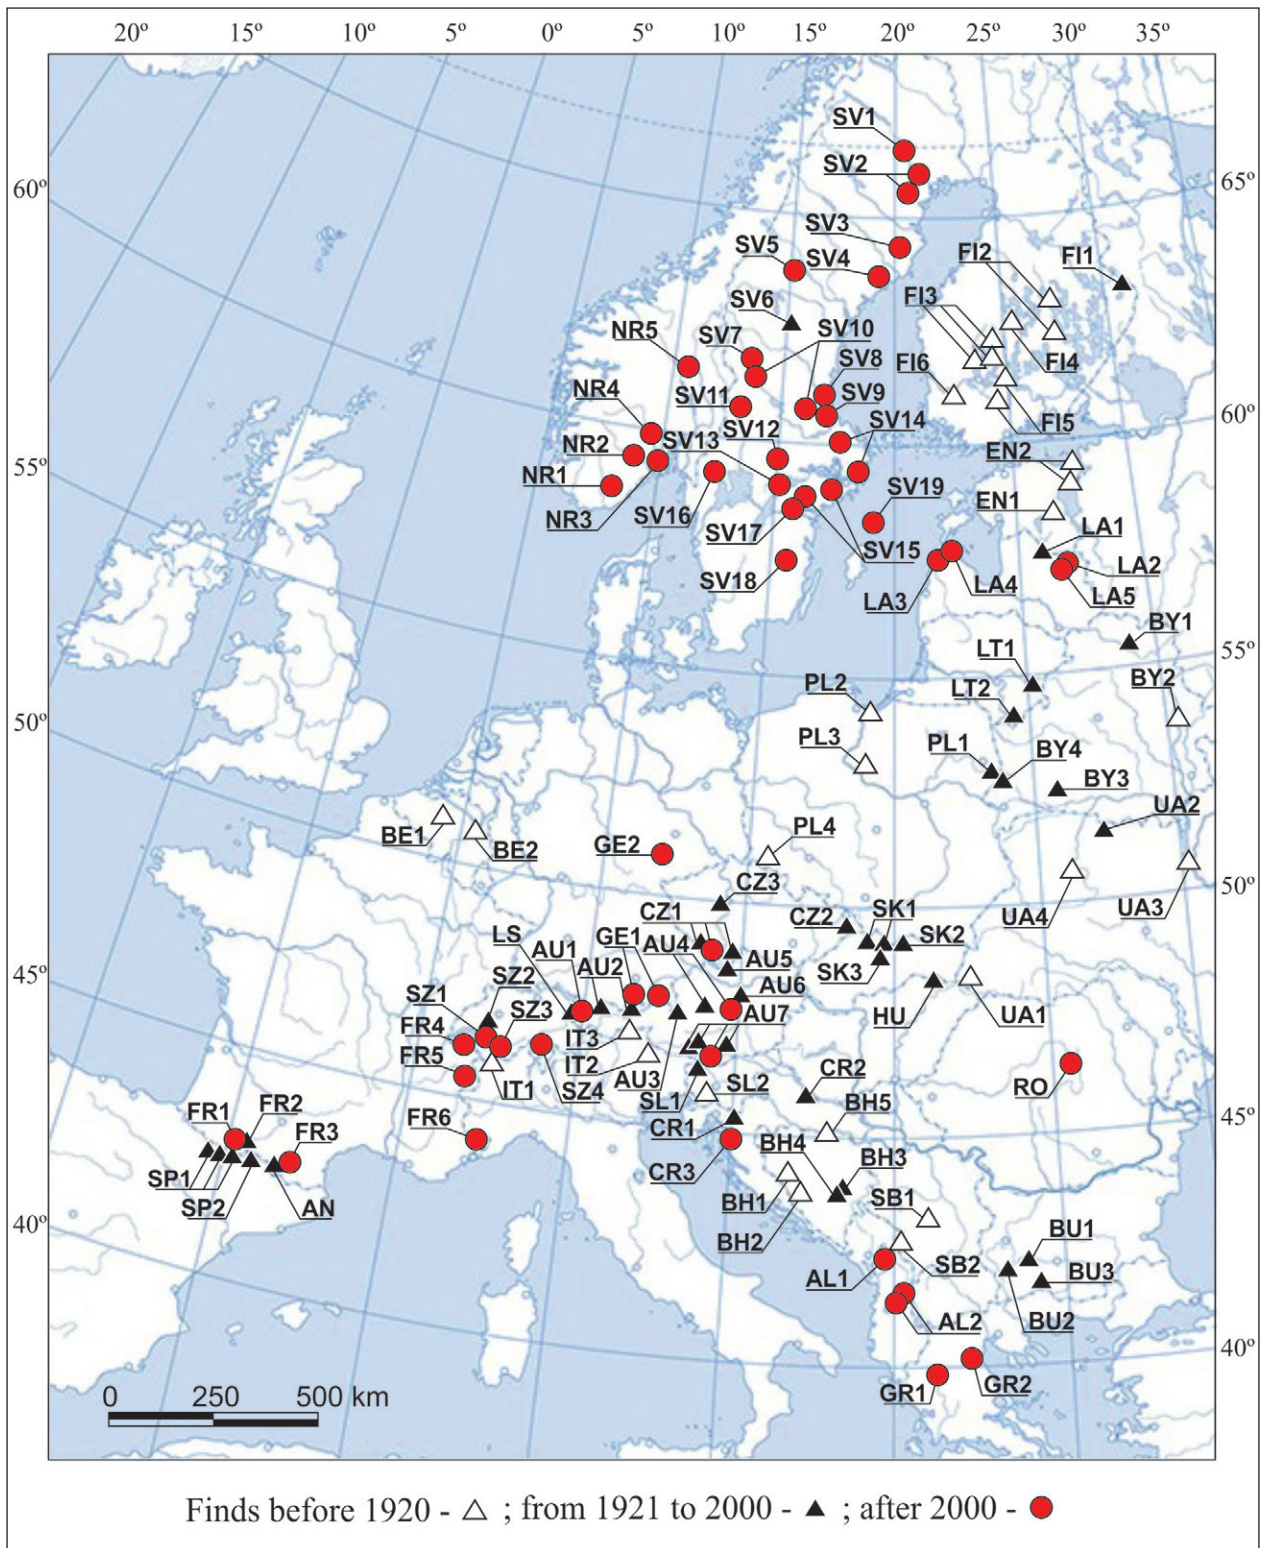 20º 15º 10º 5º 0º 5º 10º 15º 20º 25º 30º 35º
SV1
SV2
60º 65º
SV3
SV5 SV4 FI2 FI1
SV6 FI3
NR5 SV7 SV10
SV8 FI6 FI4
NR4 SV11 SV9
SV12 SV14 FI5 60º
NR2 SV13 EN2
55º NR1 SV19 EN1
NR3 SV16 LA1
SV17 SV15 LA2
SV18 LA3 LA4 LA5
BY1
LT1 55º
PL2 LT2 BY2
50º
PL3 PL1 BY4
BY3
UA2
BE1 GE2 PL4
BE2
CZ3 50º
CZ1 CZ2 SK1 UA4 UA3
LS AU1 GE1 AU4 SK2
AU2 AU5 SK3
45º SZ2
SZ1 SZ3 AU6 HU UA1
FR4 IT3 AU7
FR5 IT2 CR2
IT1 SZ4 AU3 SL1 SL2 RO
FR1 FR2 BH5 45º
FR6 CR1 BH4
FR3 CR3 BH3
SP1 BH1 SB1
SP2 AN
40º BH2 BU1
AL1 SB2 BU3
AL2 BU2
40º
0 250 500 km GR1 GR2
Finds before 1920 - ; from 1921 to 2000 - ; after 2000 -